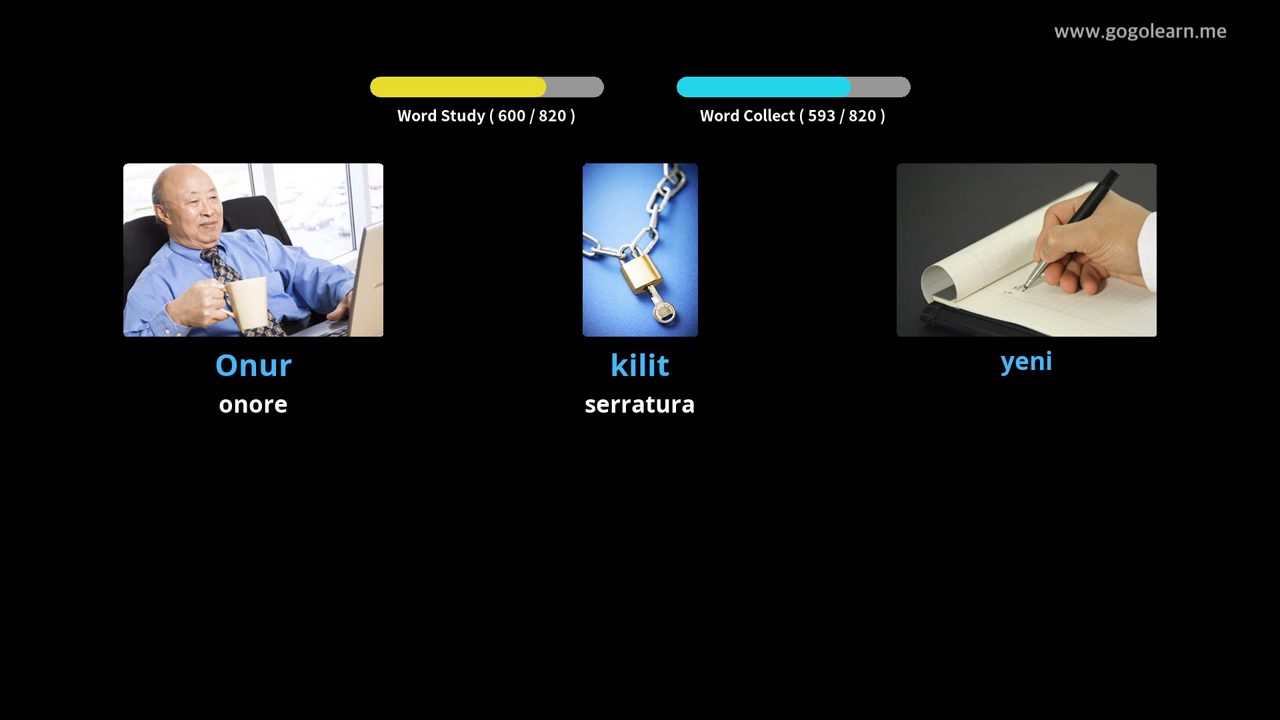 www.gogolearn.me
Word Study ( 600 / 820 )
Word Collect ( 593 / 820 )
Onur
onore
kilit
serratura
yeni